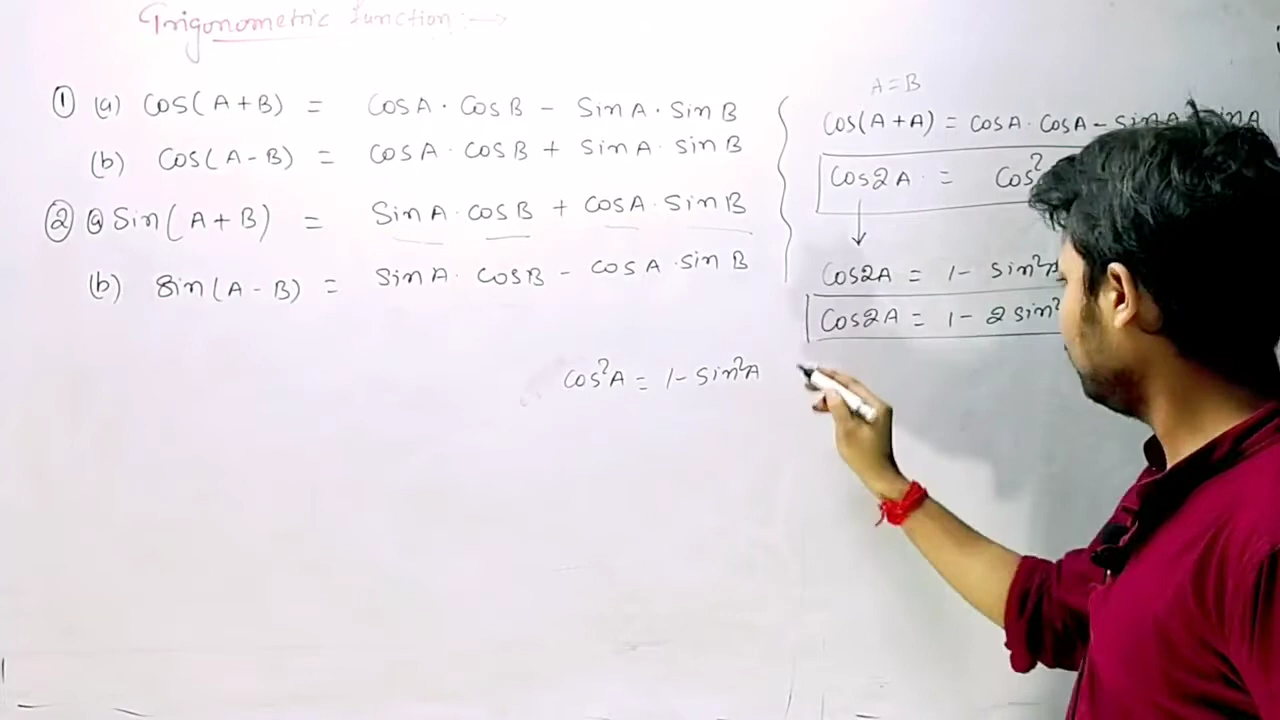 Trigonometric function :→
① (a) cos(A+B) = cosA · cosB − sinA · sinB
(b) cos(A−B) = cosA · cosB + sinA · sinB
② ⓐ sin(A+B) = sinA · cosB + cosA · sinB
(b) sin(A−B) = sinA · cosB − cosA · sinB
cos²A = 1− sin²A
A=B
cos(A+A) = cosA · cosA − sinA · sinA
cos2A = cos²
↓
cos2A = 1− sin²A
cos2A = 1− 2 sin²